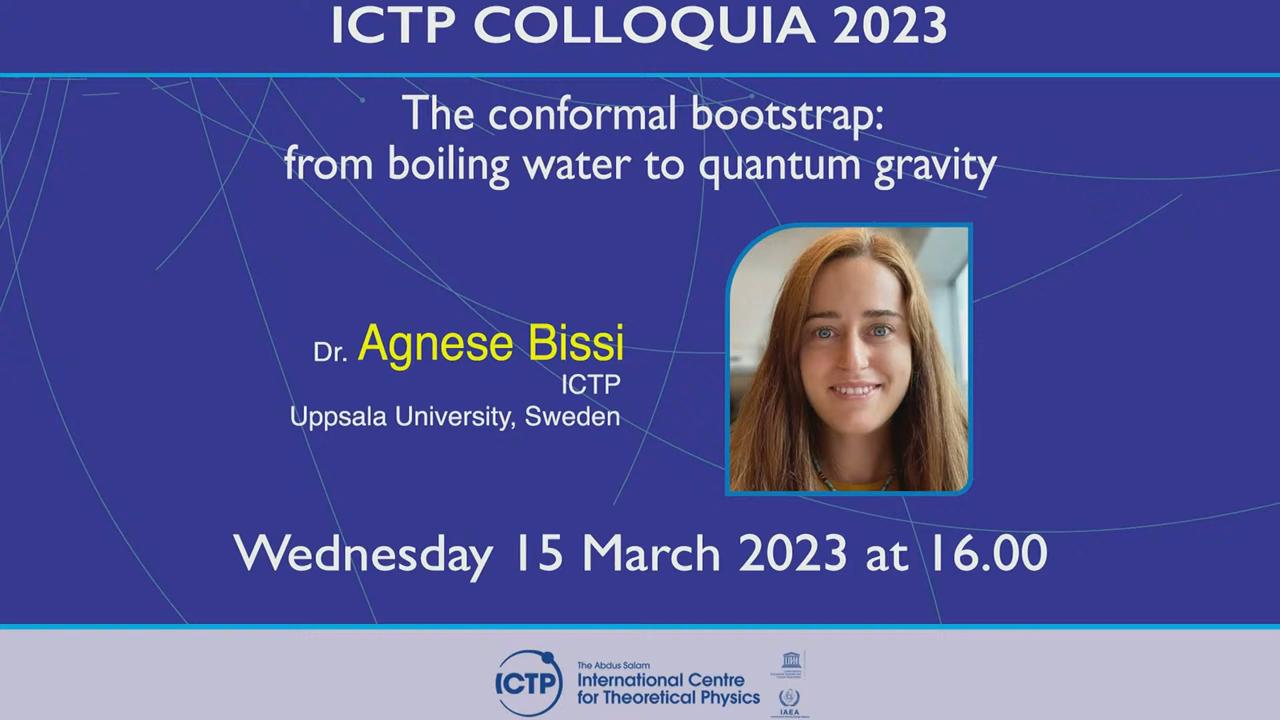 ICTP COLLOQUIA 2023
The conformal bootstrap:
from boiling water to quantum gravity
Dr. Agnese Bissi
ICTP
Uppsala University, Sweden
Wednesday 15 March 2023 at 16.00
ICTP
The Abdus Salam
International Centre
for Theoretical Physics
IAEA